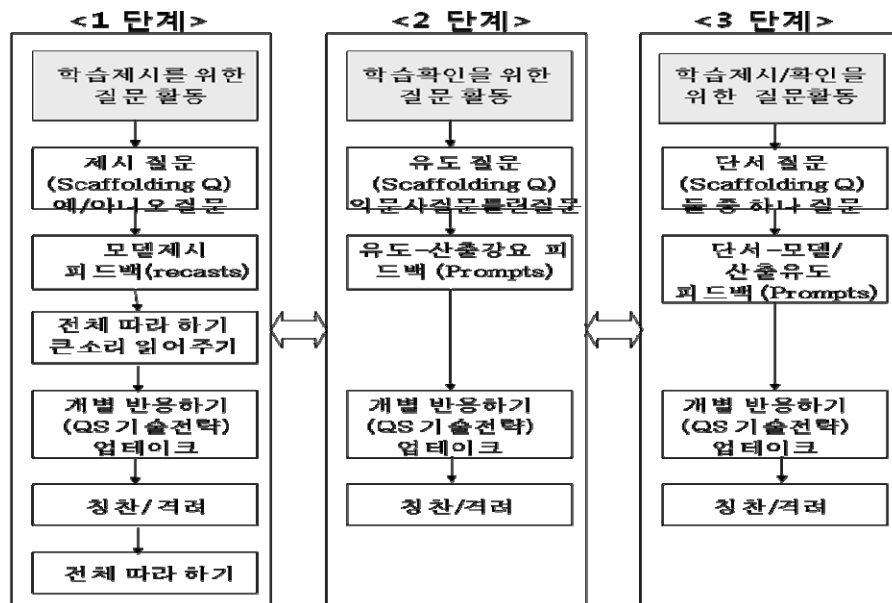 <1 단계>
학습제시를 위한
질문 활동
제시 질문
(Scaffolding Q)
예/아니오 질문
모델제시
피드백(recasts)
전체 따라 하기
큰소리 읽어주기
개별 반응하기
(QS 기술전략)
업테이크
칭찬/격려
전체 따라 하기
<2 단계>
학습확인을 위한
질문 활동
유도 질문
(Scaffolding Q)
의문사질문틀린질문
유도-산출강요 피
드백 (Prompts)
개별 반응하기
(QS 기술전략)
업테이크
칭찬/격려
<3 단계>
학습제시/확인을
위한 질문활동
단서 질문
(Scaffolding Q)
둘 중 하나 질문
단서-모델/
산출유도
피드백 (Prompts)
개별 반응하기
(QS 기술전략)
업테이크
칭찬/격려